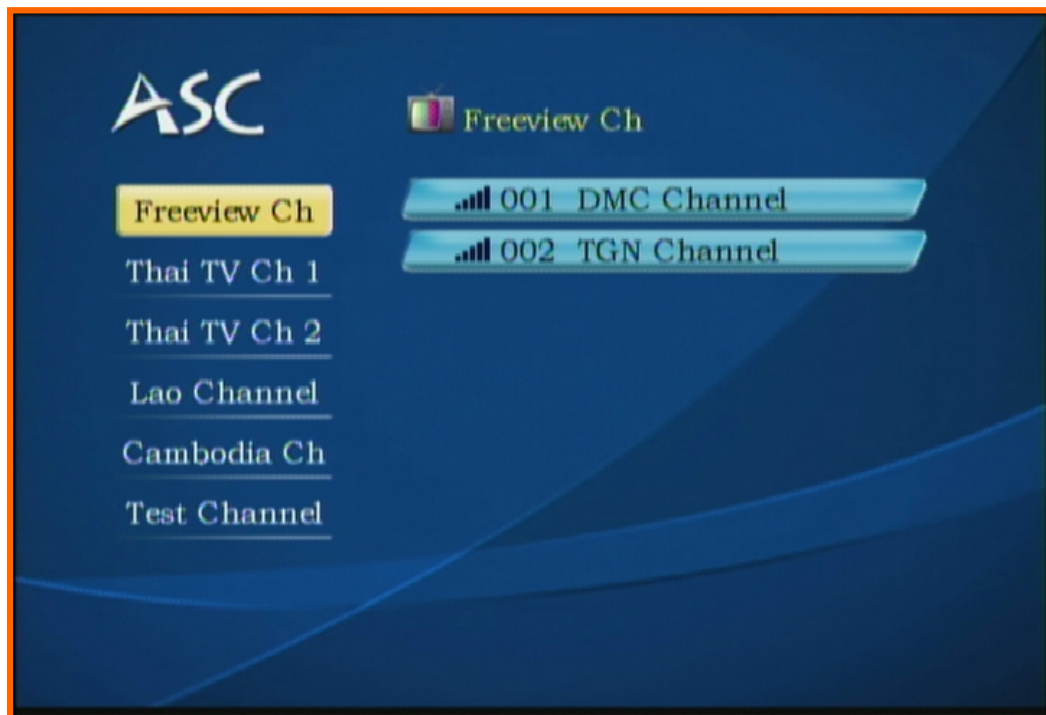 ASC
Freeview Ch
Freeview Ch
Thai TV Ch 1
Thai TV Ch 2
Lao Channel
Cambodia Ch
Test Channel
001 DMC Channel
002 TGN Channel